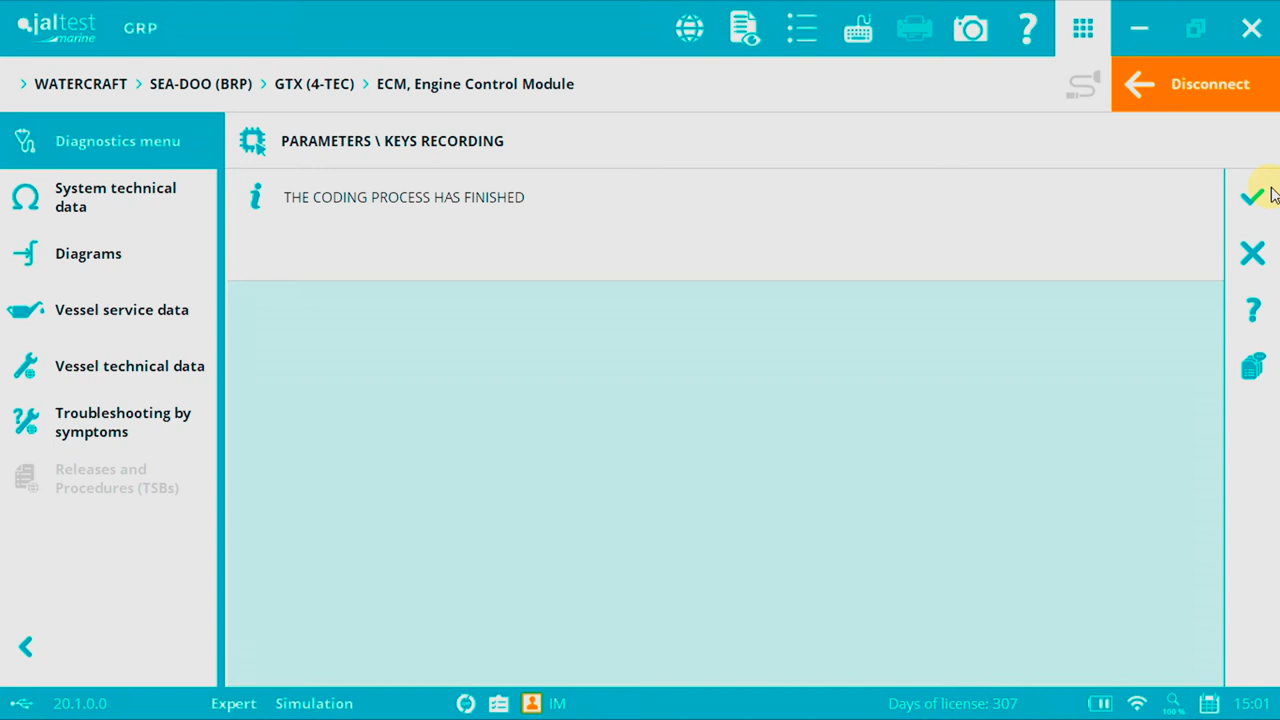 jaltest
marine
GRP
WATERCRAFT > SEA-DOO (BRP) > GTX (4-TEC) > ECM, Engine Control Module
Disconnect
Diagnostics menu
PARAMETERS \ KEYS RECORDING
System technical
data
THE CODING PROCESS HAS FINISHED
Diagrams
Vessel service data
Vessel technical data
Troubleshooting by
symptoms
Releases and
Procedures (TSBs)
20.1.0.0
Expert
Simulation
IM
Days of license: 307
100 %
15:01